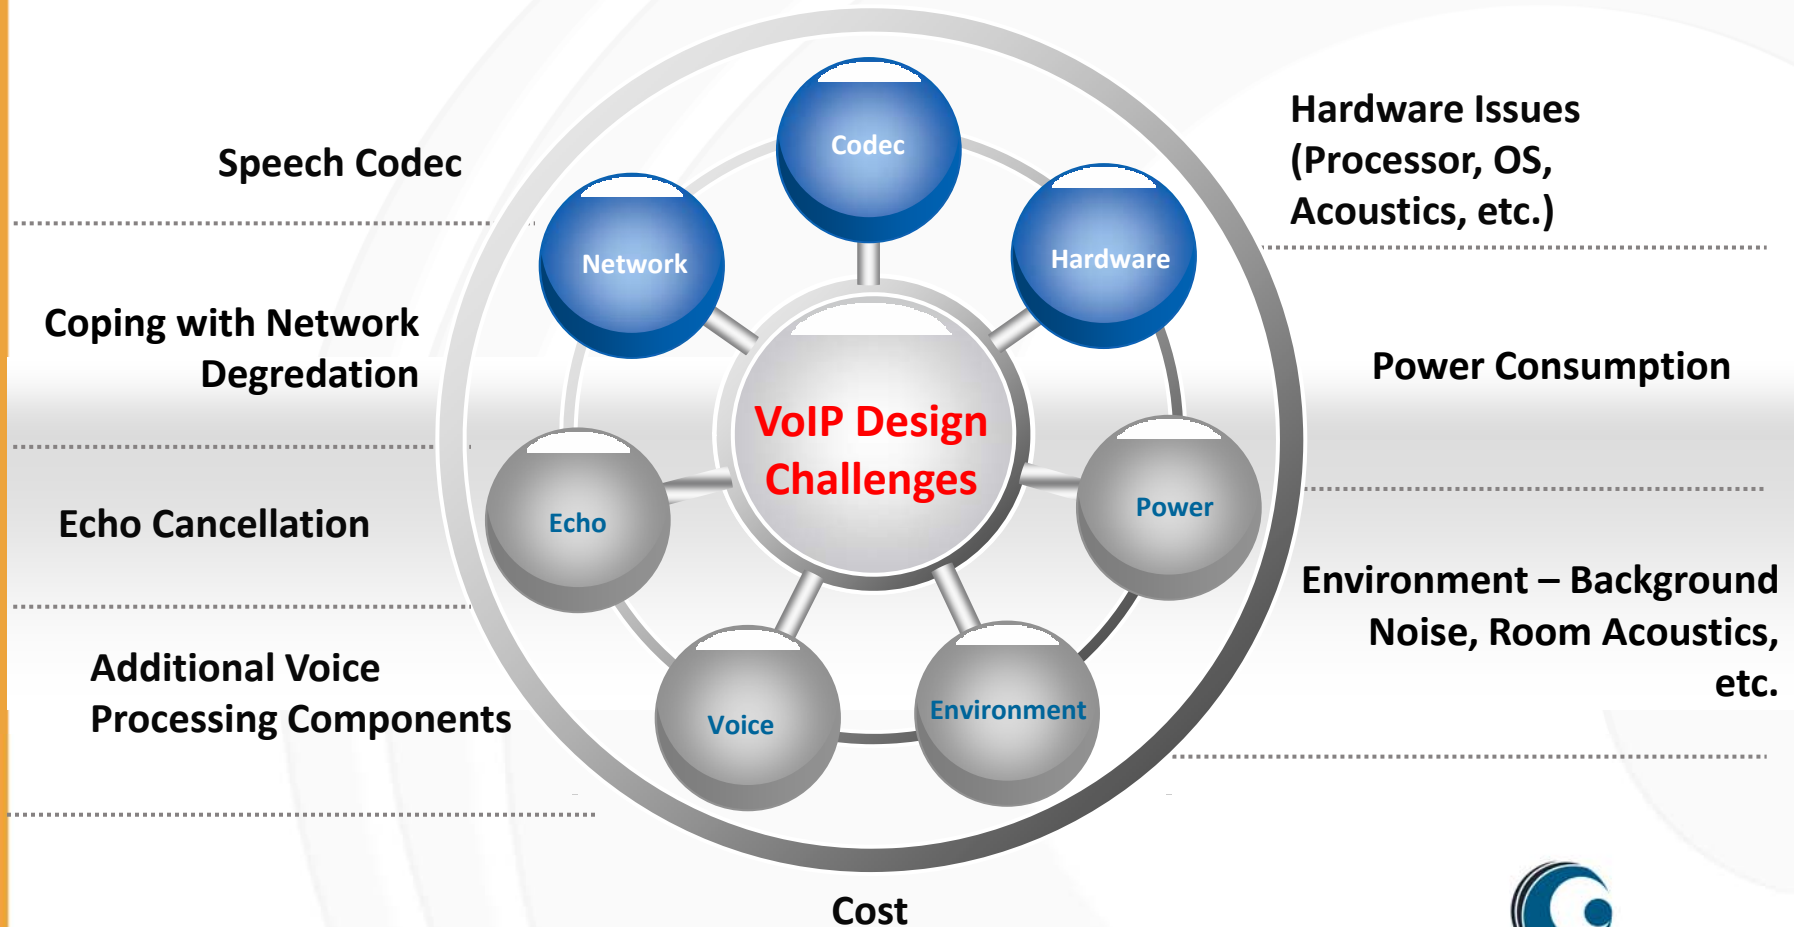 Speech Codec
Coping with Network
Degredation
Echo Cancellation
Additional Voice
Processing Components
Codec
Network
Hardware
VoIP Design
Challenges
Echo
Power
Voice
Environment
Hardware Issues
(Processor, OS,
Acoustics, etc.)
Power Consumption
Environment – Background
Noise, Room Acoustics,
etc.
Cost